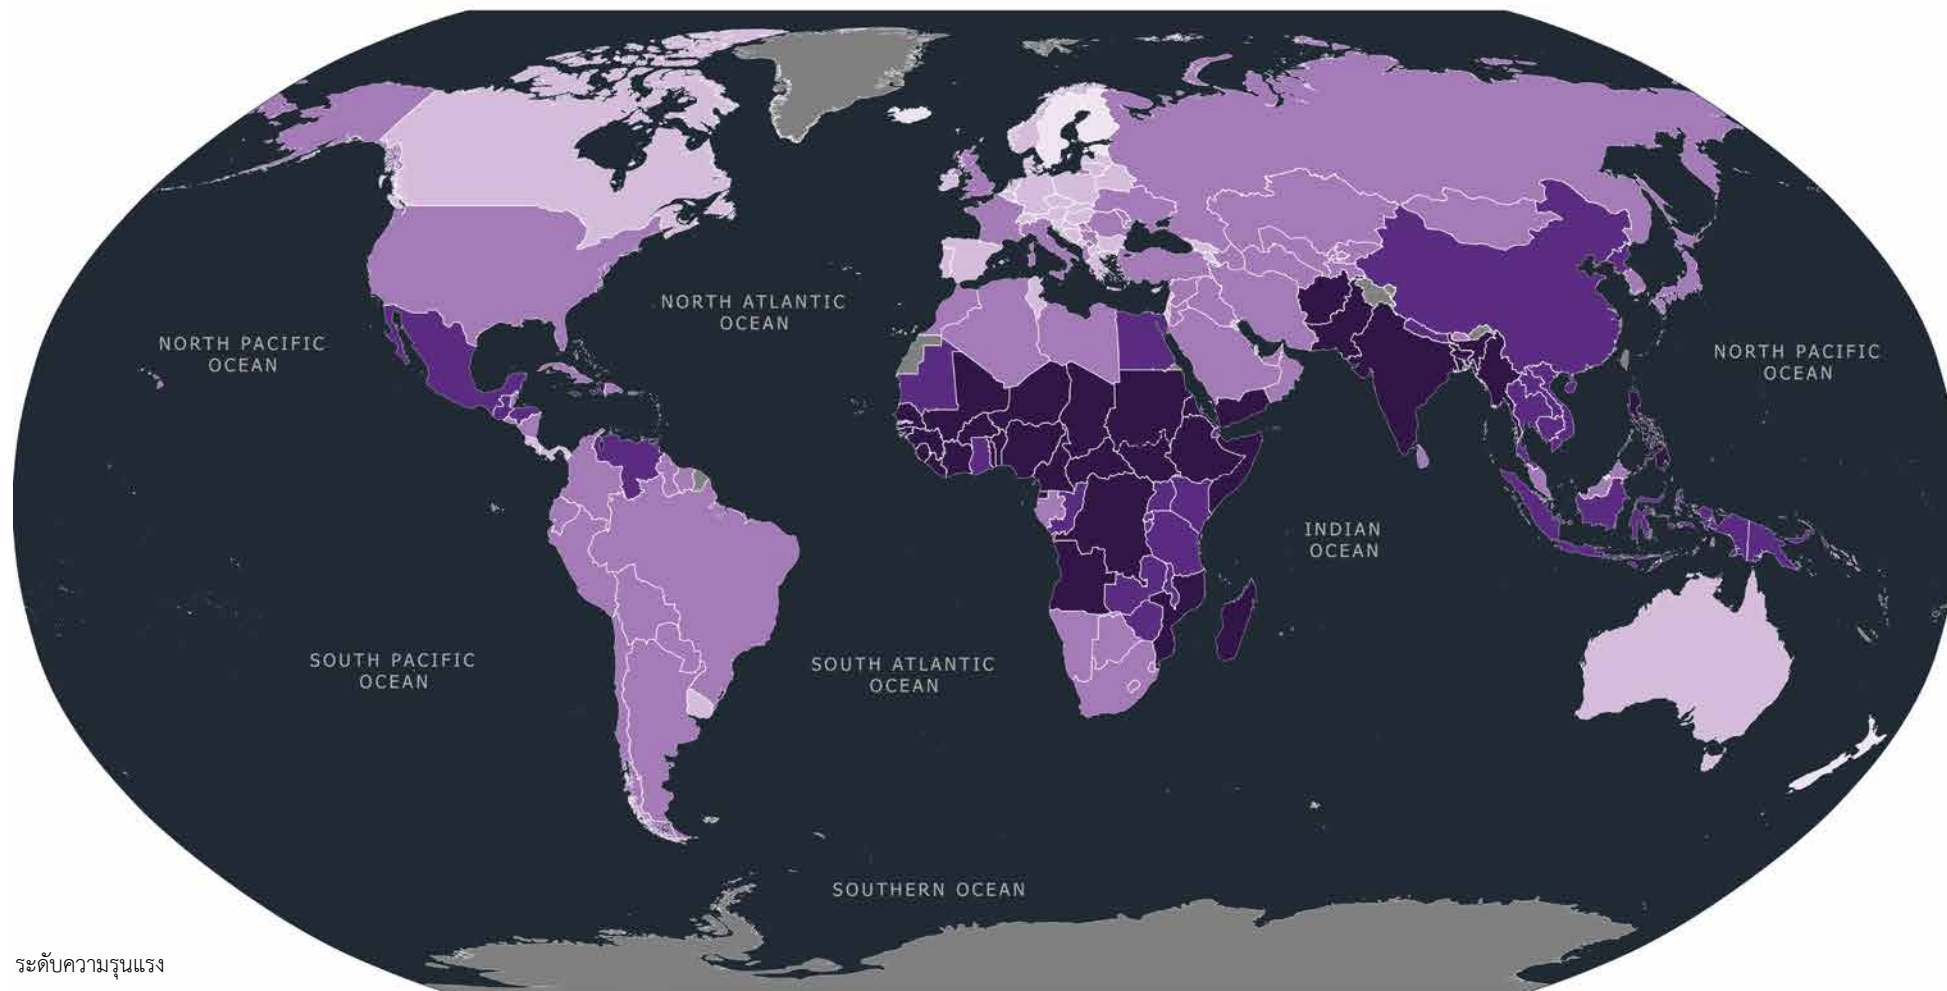 NORTH ATLANTIC
OCEAN
NORTH PACIFIC
OCEAN
NORTH PACIFIC
OCEAN
INDIAN
OCEAN
SOUTH PACIFIC
OCEAN
SOUTH ATLANTIC
OCEAN
SOUTHERN OCEAN
ระดับความรุนแรง